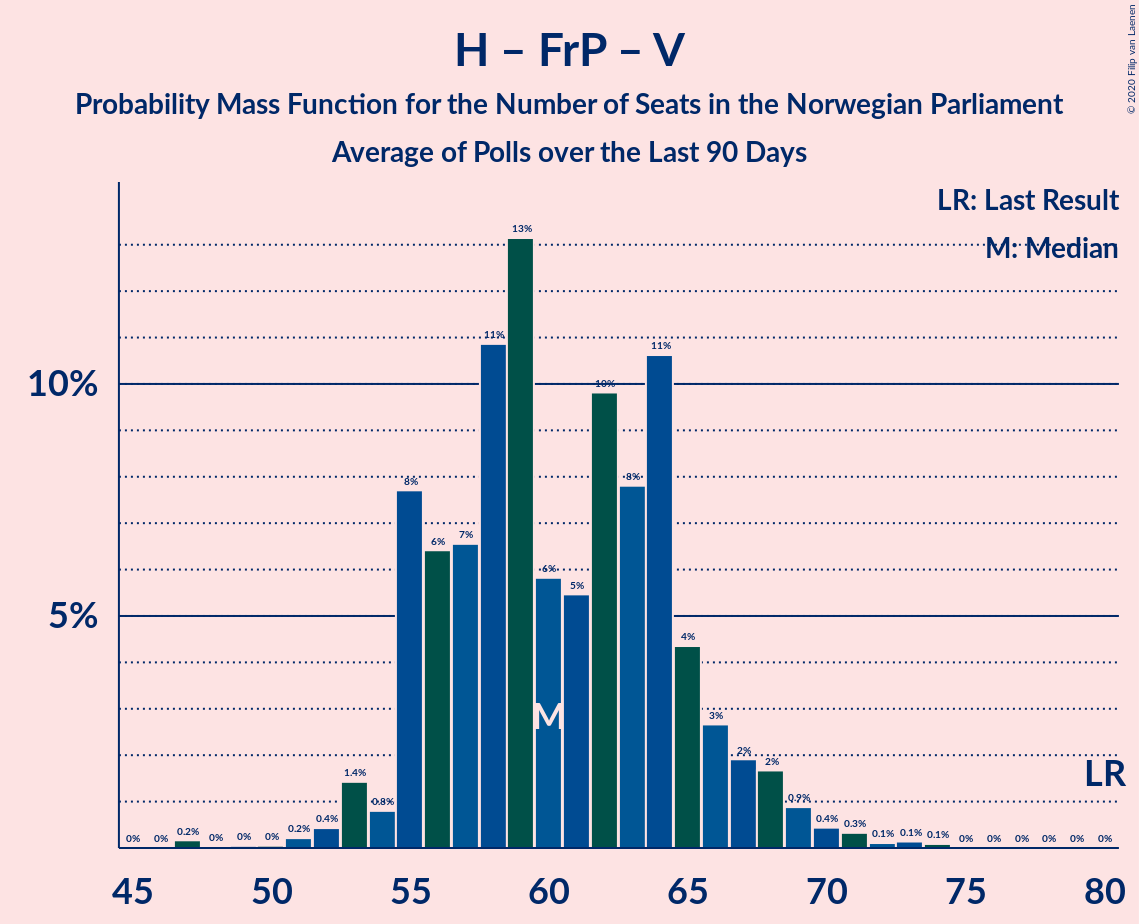 H – FrP – V
Probability Mass Function for the Number of Seats in the Norwegian Parliament
Average of Polls over the Last 90 Days
© 2020 Filip van Laenen
LR: Last Result
M: Median
10%
5%
0% 0% 0.2% 0% 0% 0% 0.2% 0.4% 1.4% 0.8% 8% 6% 7% 11% 13% 6% 5% 10% 8% 11% 4% 3% 2% 2% 0.9% 0.4% 0.3% 0.1% 0.1% 0.1% 0% 0% 0% 0% 0% 0%
M
LR
45 50 55 60 65 70 75 80